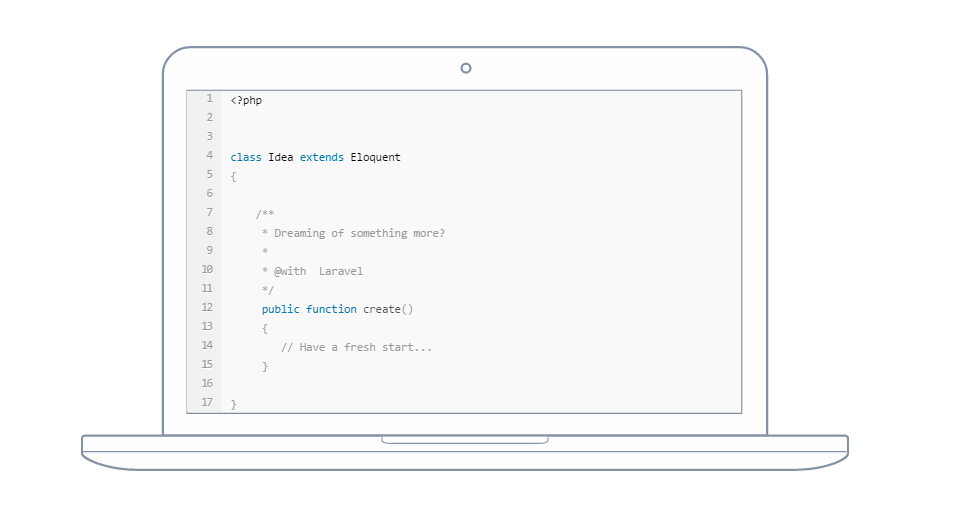 1 <?php
2
3
4 class Idea extends Eloquent
5 {
6
7     /**
8      * Dreaming of something more?
9      *
10      * @with  Laravel
11      */
12      public function create()
13      {
14         // Have a fresh start...
15      }
16
17 }